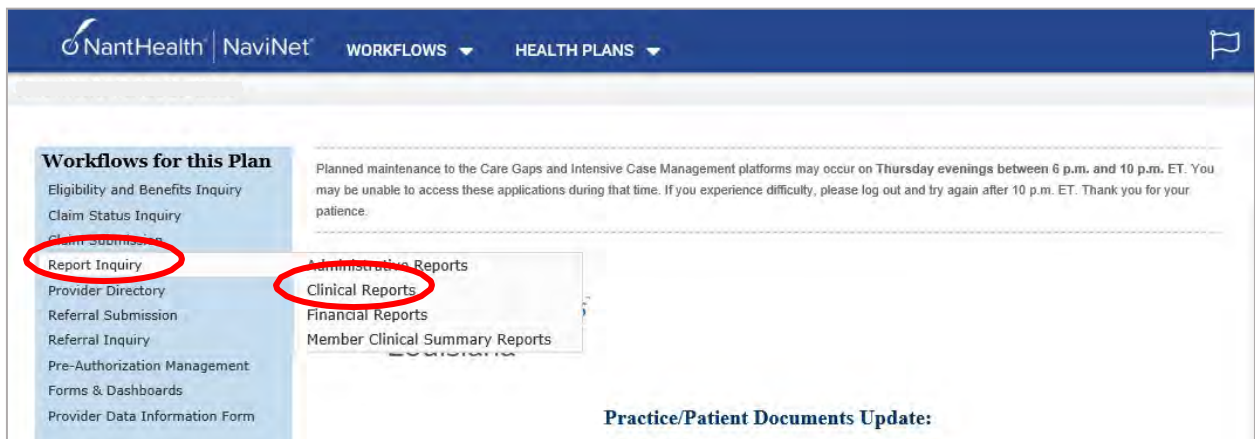 NantHealth NaviNet WORKFLOWS HEALTH PLANS
Workflows for this Plan
Eligibility and Benefits Inquiry
Claim Status Inquiry
Claim Submission
Report Inquiry
Provider Directory
Referral Submission
Referral Inquiry
Pre-Authorization Management
Forms & Dashboards
Provider Data Information Form
Planned maintenance to the Care Gaps and Intensive Case Management platforms may occur on Thursday evenings between 6 p.m. and 10 p.m. ET. You
may be unable to access these applications during that time. If you experience difficulty, please log out and try again after 10 p.m. ET. Thank you for your
patience.
Administrative Reports
Clinical Reports
Financial Reports
Member Clinical Summary Reports
Louisiana
Practice/Patient Documents Update: